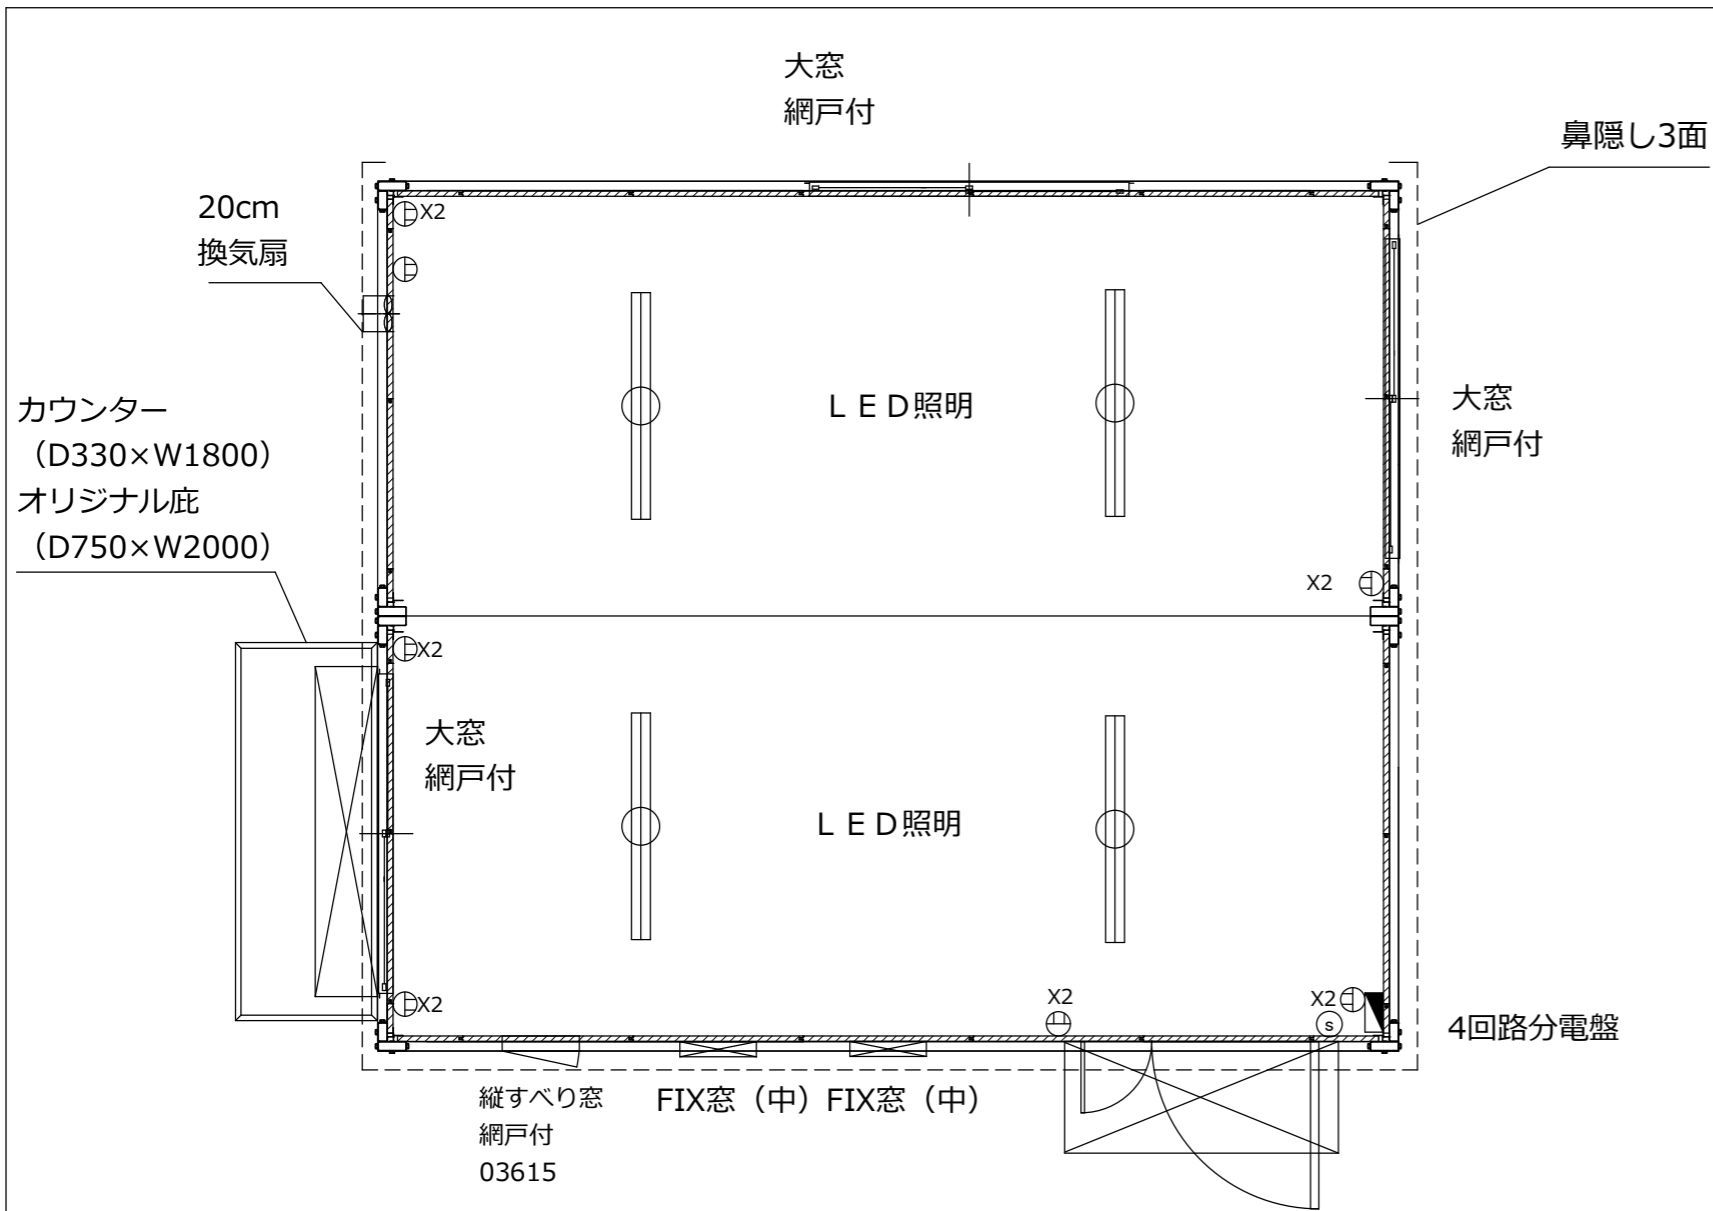 大窓
網戸付
鼻隠し3面
20cm
換気扇
X2
カウンター
（D330×W1800）
オリジナル庇
（D750×W2000）
ＬＥＤ照明
大窓
網戸付
X2
X2
大窓
網戸付
ＬＥＤ照明
X2
X2
X2
s
4回路分電盤
縦すべり窓
網戸付
03615
FIX窓（中）
FIX窓（中）